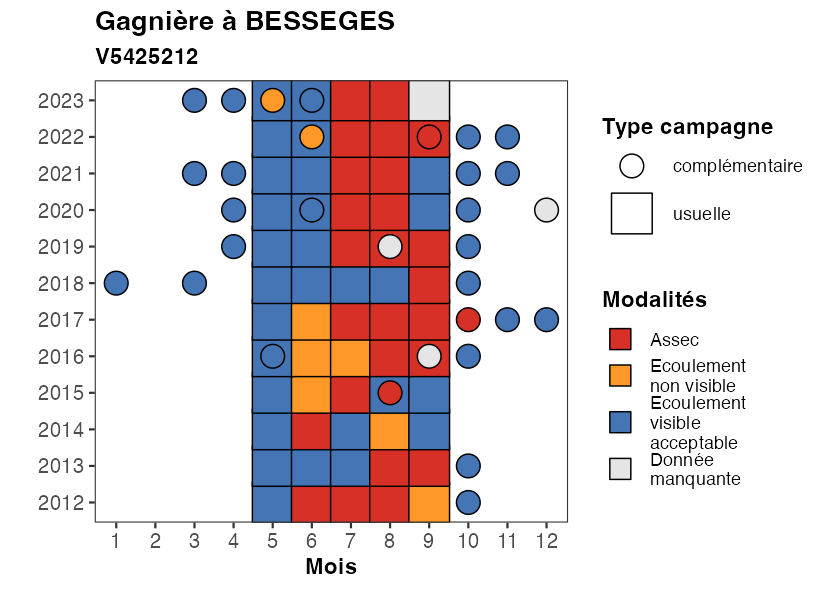 Gagnière à BESSEGES
V5425212
2023
2022
2021
2020
2019
2018
2017
2016
2015
2014
2013
2012
1 2 3 4 5 6 7 8 9 10 11 12
Mois
Type campagne
complémentaire
usuelle
Modalités
Assec
Ecoulement
non visible
Ecoulement
visible
acceptable
Donnée
manquante